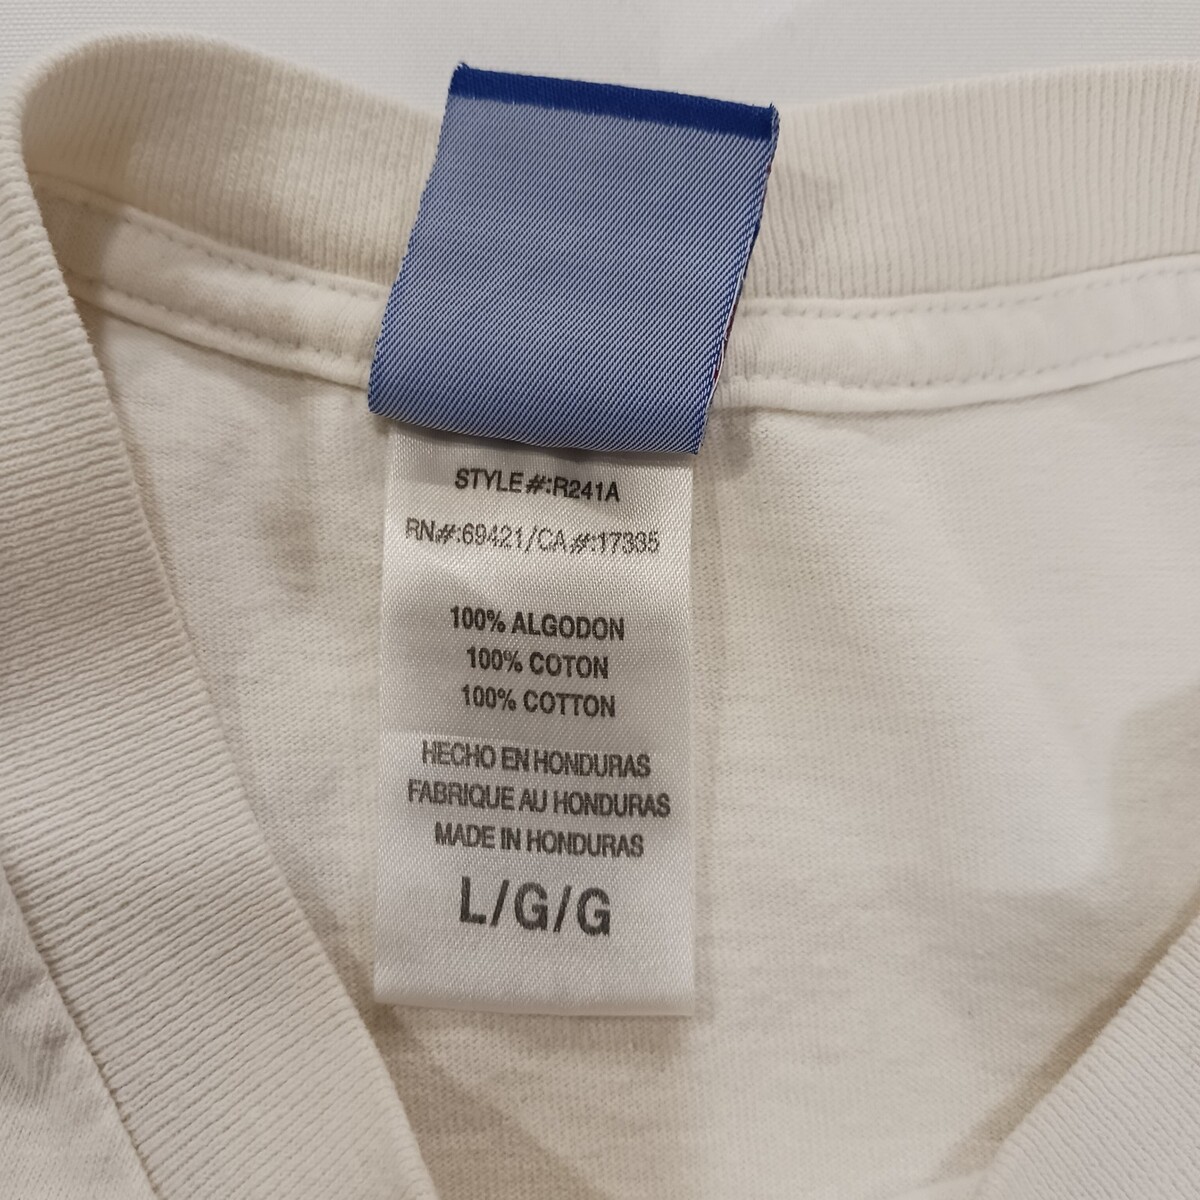 STYLE#:R241A
RN#:69421/CA#:17335
100% ALGODON
100% COTON
100% COTTON
HECHO EN HONDURAS
FABRIQUE AU HONDURAS
MADE IN HONDURAS
L/G/G